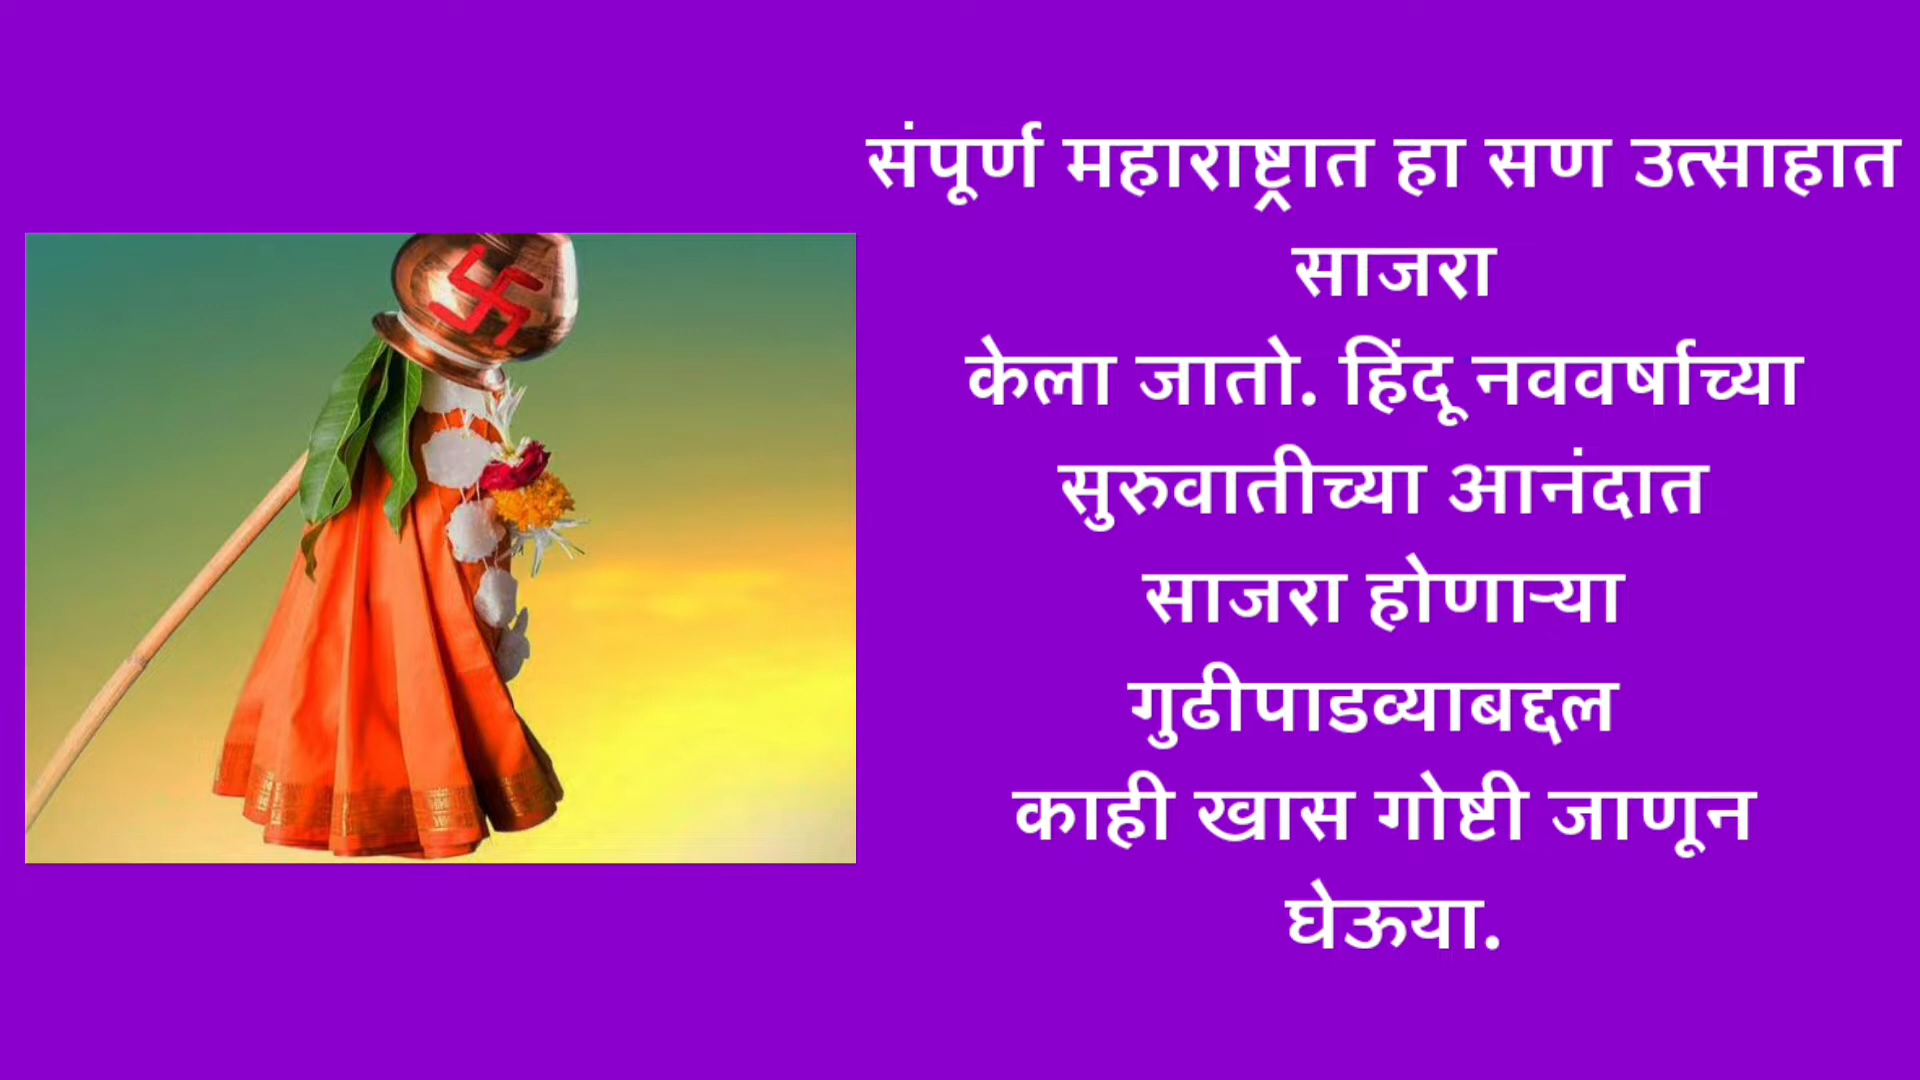 संपूर्ण महाराष्ट्रात हा सण उत्साहात
साजरा
केला जातो. हिंदू नववर्षाच्या
सुरुवातीच्या आनंदात
साजरा होणाऱ्या
गुढीपाडव्याबद्दल
काही खास गोष्टी जाणून
घेऊया.